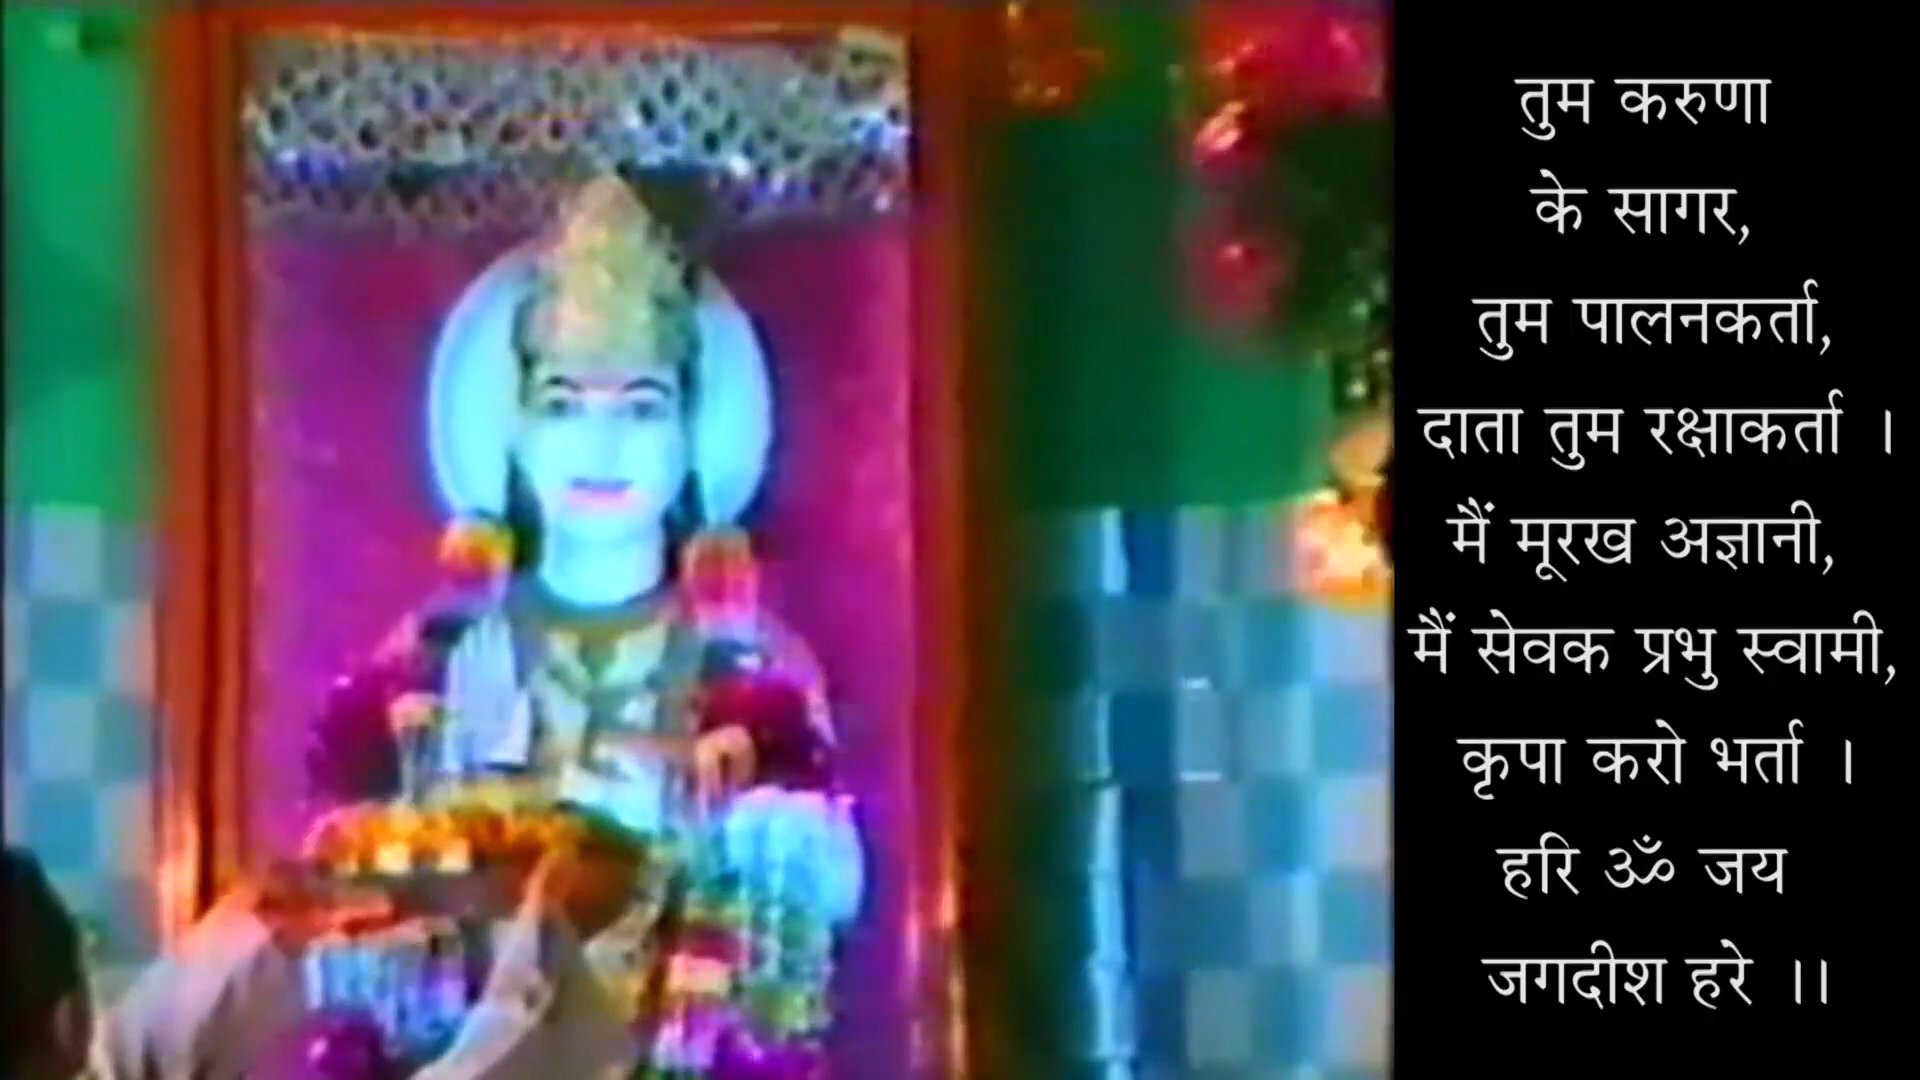 तुम करुणा
के सागर,
तुम पालनकर्ता,
दाता तुम रक्षाकर्ता ।
मैं मूरख अज्ञानी,
मैं सेवक प्रभु स्वामी,
कृपा करो भर्ता ।
हरि ॐ जय
जगदीश हरे ।।